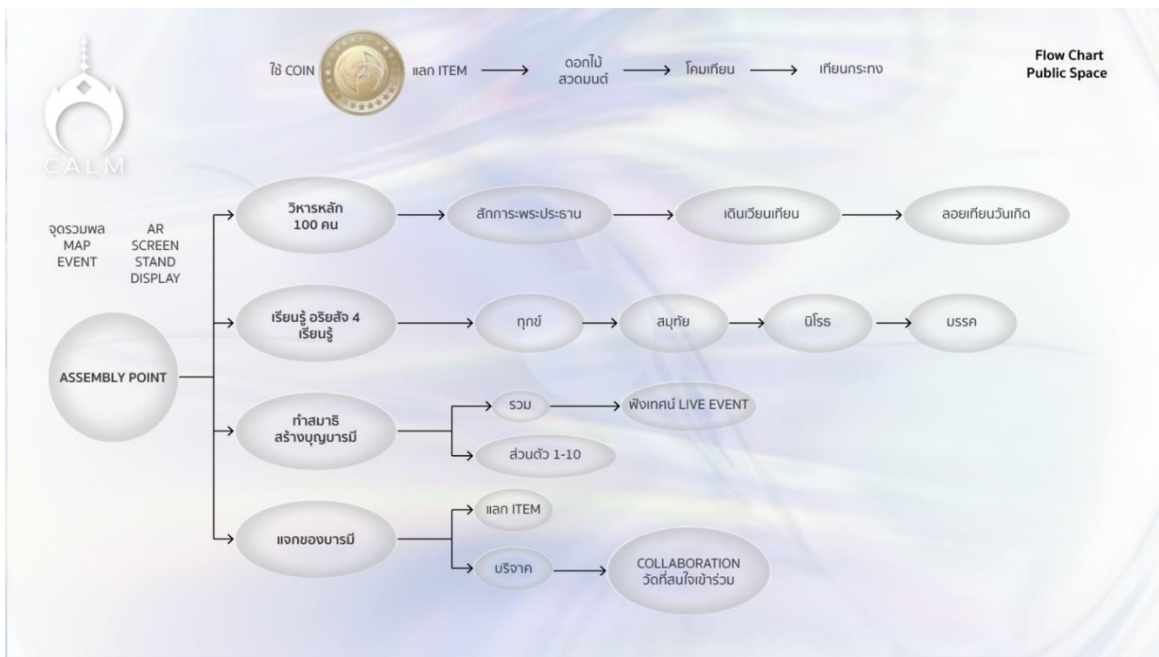 ใช้ COIN
แลก ITEM
ดอกไม้
สวดมนต์
โคมเทียน
เทียนกระทง
Flow Chart
Public Space
CALM
จุดรวมพล
MAP
EVENT
AR
SCREEN
STAND
DISPLAY
ASSEMBLY POINT
วิหารหลัก
100 คน
สักการะพระประธาน
เดินเวียนเทียน
ลอยเทียนวันเกิด
เรียนรู้ อริยสัจ 4
เรียนรู้
ทุกข์
สมุทัย
นิโรธ
มรรค
ทำสมาธิ
สร้างบุญบารมี
รวม
ฟังเทศน์ LIVE EVENT
ส่วนตัว 1-10
แจกของบารมี
แลก ITEM
บริจาค
COLLABORATION
วัดที่สนใจเข้าร่วม